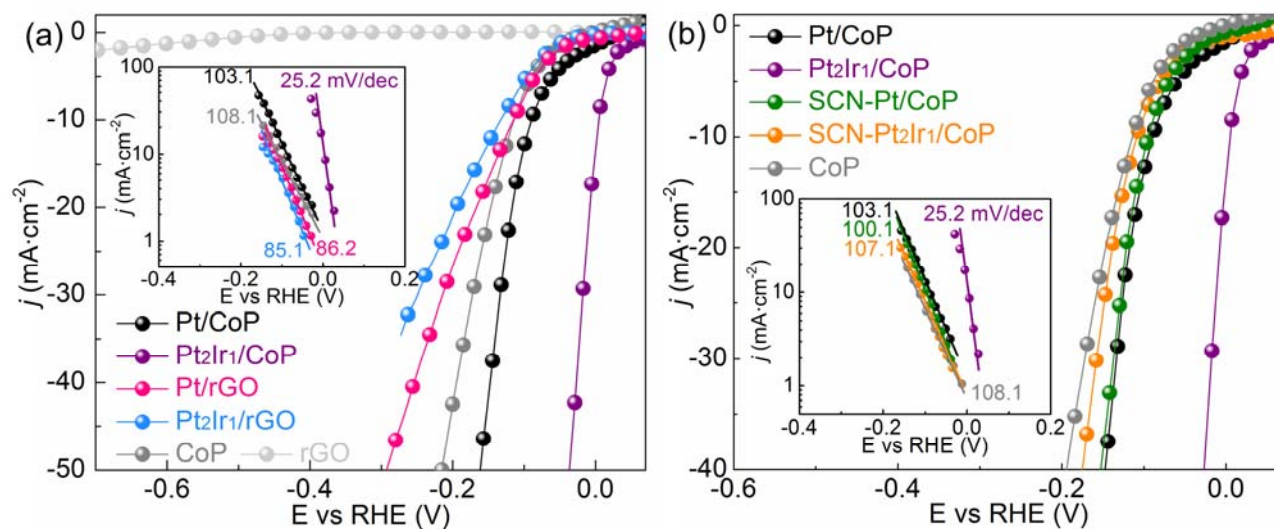 (a)
0
-10
-20
-30
-40
-50
j (mA·cm⁻²)
-0.6
-0.4
-0.2
0.0
E vs RHE (V)
100
10
1
j (mA·cm⁻²)
103.1
25.2 mV/dec
108.1
85.1
86.2
-0.4
-0.2
0.0
0.2
E vs RHE (V)
Pt/CoP
Pt₂Ir₁/CoP
Pt/rGO
Pt₂Ir₁/rGO
CoP
rGO
(b)
0
-10
-20
-30
-40
j (mA·cm⁻²)
-0.6
-0.4
-0.2
0.0
E vs RHE (V)
Pt/CoP
Pt₂Ir₁/CoP
SCN-Pt/CoP
SCN-Pt₂Ir₁/CoP
CoP
100
10
1
j (mA·cm⁻²)
103.1
25.2 mV/dec
100.1
107.1
108.1
-0.4
-0.2
0.0
0.2
E vs RHE (V)